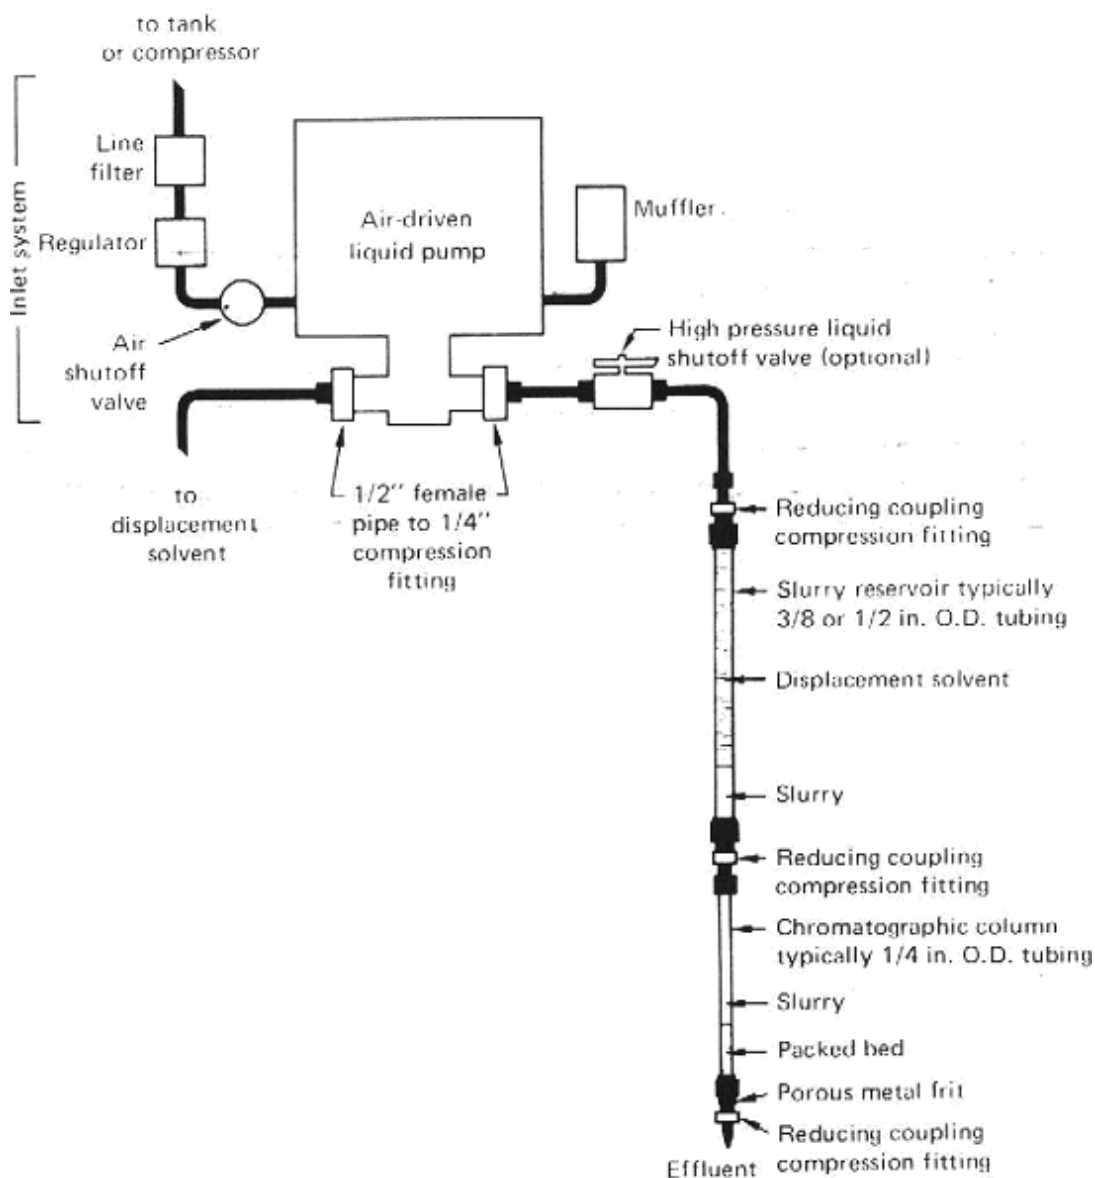 to tank
or compressor
Line
filter
Regulator
Inlet system
Air
shutoff
valve
Air-driven
liquid pump
Muffler
High pressure liquid
shutoff valve (optional)
to
displacement
solvent
1/2" female
pipe to 1/4"
compression
fitting
Reducing coupling
compression fitting
Slurry reservoir typically
3/8 or 1/2 in. O.D. tubing
Displacement solvent
Slurry
Reducing coupling
compression fitting
Chromatographic column
typically 1/4 in. O.D. tubing
Slurry
Packed bed
Porous metal frit
Reducing coupling
compression fitting
Effluent